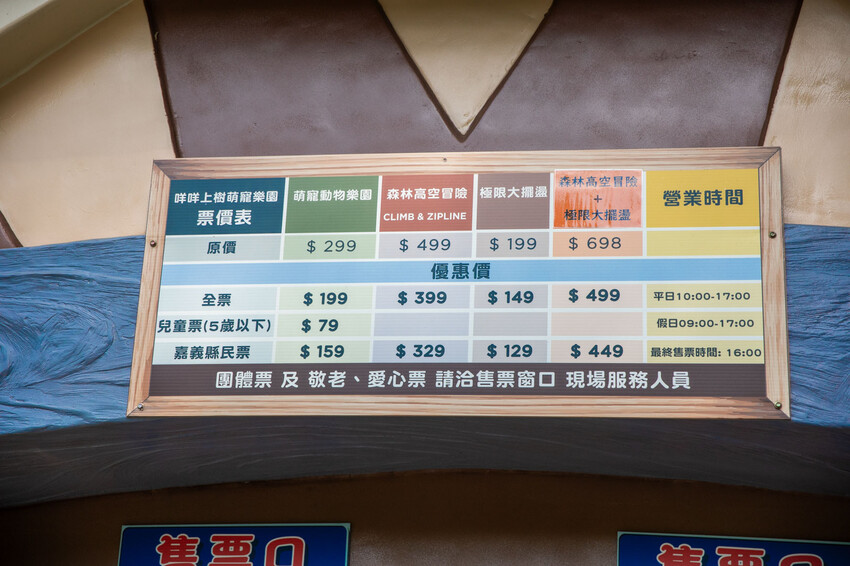 咩咩上樹萌寵樂園 萌寵動物樂園 森林高空冒險 極限大擺盪 森林高空冒險 營業時間
票價表 CLIMB & ZIPLINE + 極限大擺盪
原價 $ 299 $ 499 $ 199 $ 698
優惠價
全票 $ 199 $ 399 $ 149 $ 499 平日10:00-17:00
兒童票(5歲以下) $ 79 假日09:00-17:00
嘉義縣民票 $ 159 $ 329 $ 129 $ 449 最終售票時間: 16:00
團體票 及 敬老、愛心票 請洽售票窗口 現場服務人員
售票口 售票口